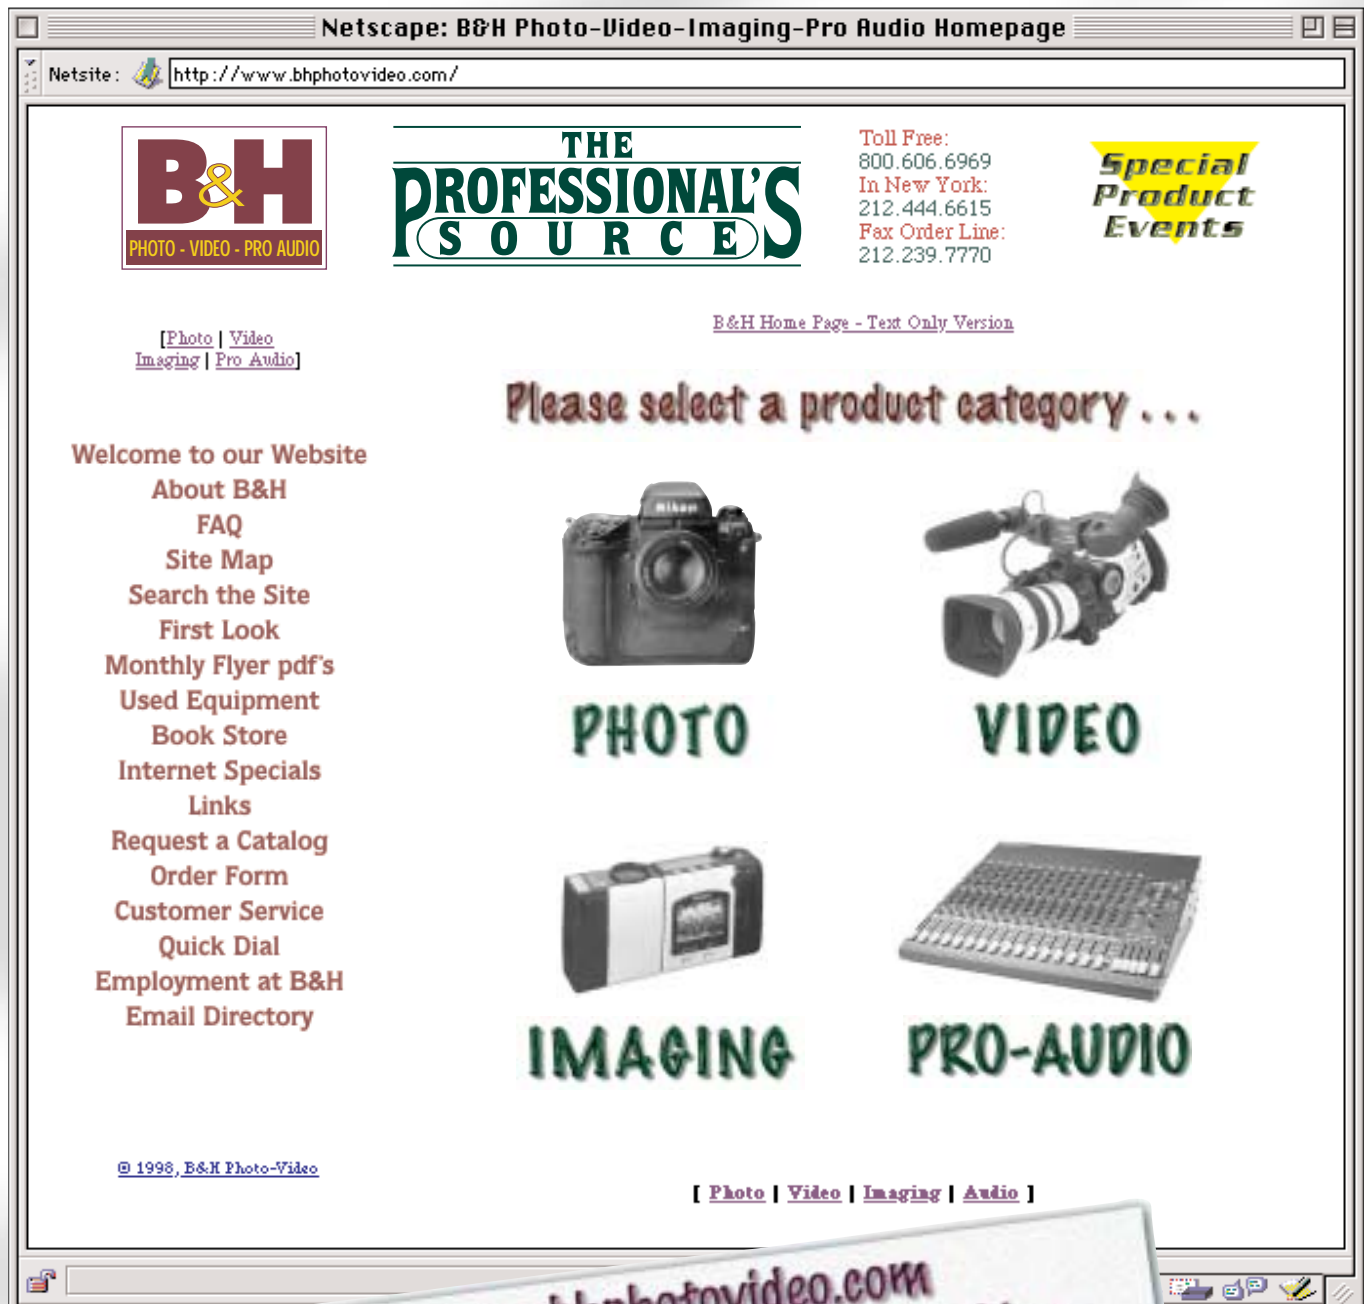 Netscape: B&H Photo-Video-Imaging-Pro Audio Homepage
Netsite: http://www.bhphotovideo.com/
B&H
PHOTO - VIDEO - PRO AUDIO
THE
PROFESSIONAL'S
SOURCE
Toll Free:
800.606.6969
In New York:
212.444.6615
Fax Order Line:
212.239.7770
Special
Product
Events
[Photo | Video
Imaging | Pro Audio]
B&H Home Page - Text Only Version
Please select a product category . . .
Welcome to our Website
About B&H
FAQ
Site Map
Search the Site
First Look
Monthly Flyer pdf's
Used Equipment
Book Store
Internet Specials
Links
Request a Catalog
Order Form
Customer Service
Quick Dial
Employment at B&H
Email Directory
Nikon
PHOTO
VIDEO
IMAGING
PRO-AUDIO
© 1998, B&H Photo-Video
[ Photo | Video | Imaging | Audio ]
bhphotovideo.com